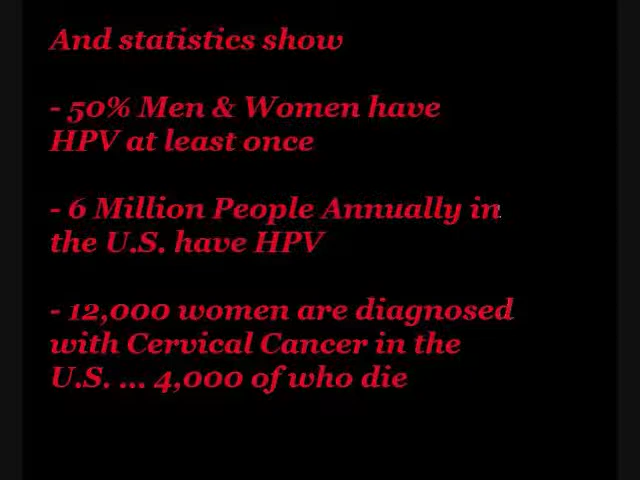 And statistics show
- 50% Men & Women have
HPV at least once
- 6 Million People Annually in
the U.S. have HPV
- 12,000 women are diagnosed
with Cervical Cancer in the
U.S. ... 4,000 of who die